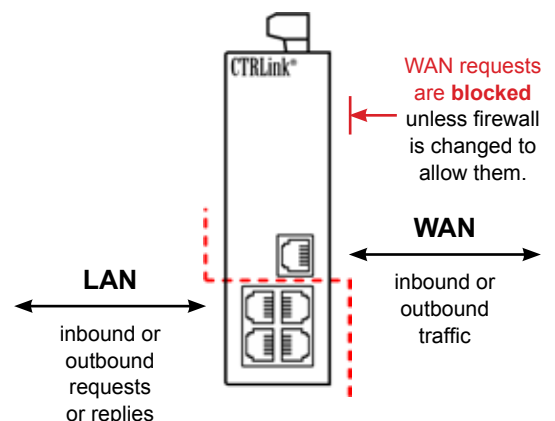 CTRLink®
WAN requests
are blocked
unless firewall
is changed to
allow them.
WAN
inbound or
outbound
traffic
LAN
inbound or
outbound
requests
or replies